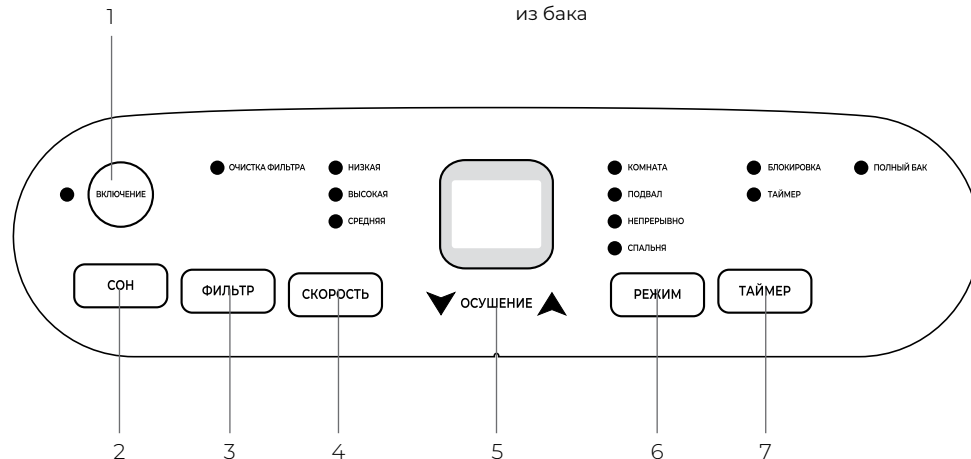 1
из бака
ОЧИСТКА ФИЛЬТРА
НИЗКАЯ
КОМНАТА
БЛОКИРОВКА
ПОЛНЫЙ БАК
ВКЛЮЧЕНИЕ
ВЫСОКАЯ
ПОДВАЛ
ТАЙМЕР
СРЕДНЯЯ
НЕПРЕРЫВНО
СПАЛЬНЯ
СОН
ФИЛЬТР
СКОРОСТЬ
ОСУШЕНИЕ
РЕЖИМ
ТАЙМЕР
2
3
4
5
6
7